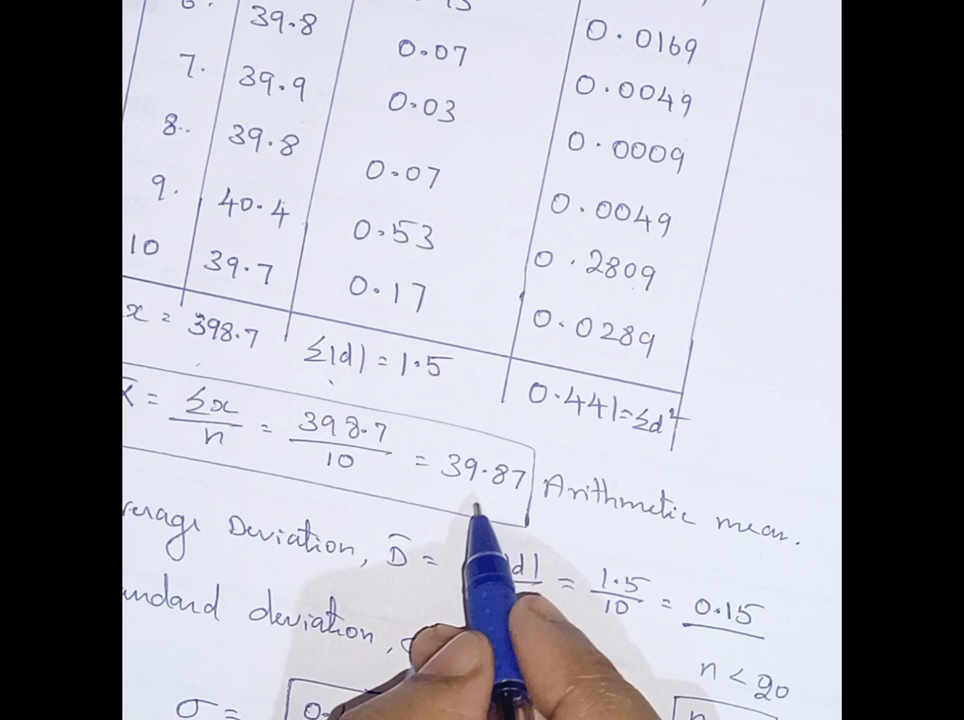 39.8 0.07 0.0169
7. 39.9 0.03 0.0049
8. 39.8 0.07 0.0009
9. 40.4 0.53 0.0049
10 39.7 0.17 0.2809
0.0289
x = 398.7 Σ|d| = 1.5 0.441=Σd²
x̄ = Σx/n = 398.7/10 = 39.87 Arithmetic mean.
Deviation, D̄ = d|/ = 1.5/10 = 0.15
deviation,
n < 20
σ =